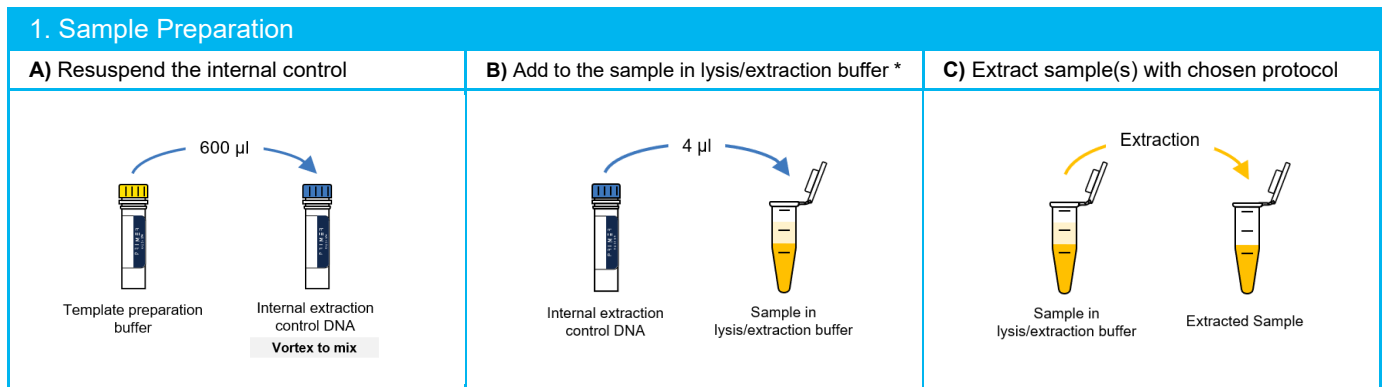 1. Sample Preparation
A) Resuspend the internal control
B) Add to the sample in lysis/extraction buffer *
C) Extract sample(s) with chosen protocol
600 µl
Template preparation
buffer
Internal extraction
control DNA
Vortex to mix
4 µl
Internal extraction
control DNA
Sample in
lysis/extraction buffer
Extraction
Sample in
lysis/extraction buffer
Extracted Sample